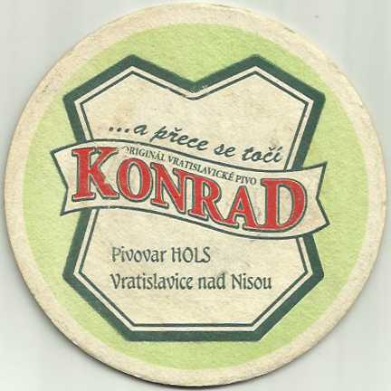 ...a přece se točí
ORIGINÁL VRATISLAVICKÉ PIVO
KONRAD
Pivovar HOLS
Vratislavice nad Nisou